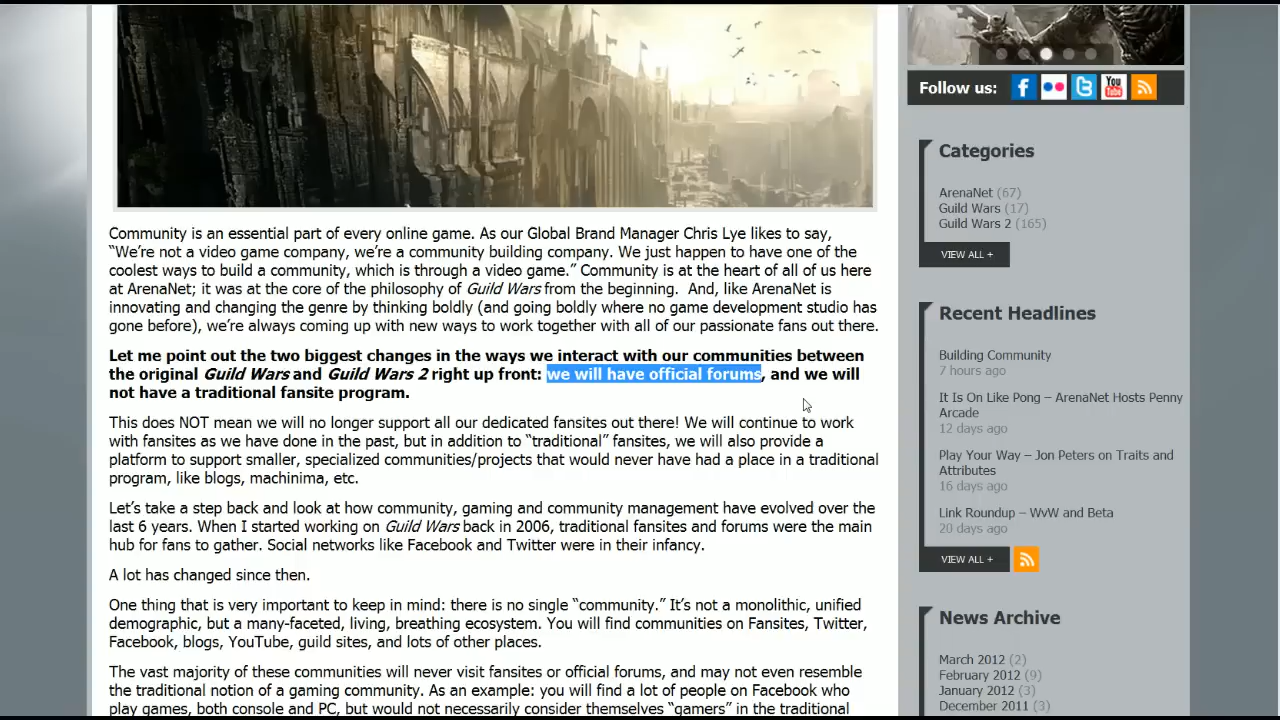 Follow us:
You
Tube
Community is an essential part of every online game. As our Global Brand Manager Chris Lye likes to say,
“We’re not a video game company, we’re a community building company. We just happen to have one of the
coolest ways to build a community, which is through a video game.” Community is at the heart of all of us here
at ArenaNet; it was at the core of the philosophy of Guild Wars from the beginning. And, like ArenaNet is
innovating and changing the genre by thinking boldly (and going boldly where no game development studio has
gone before), we’re always coming up with new ways to work together with all of our passionate fans out there.
Let me point out the two biggest changes in the ways we interact with our communities between
the original Guild Wars and Guild Wars 2 right up front: we will have official forums, and we will
not have a traditional fansite program.
This does NOT mean we will no longer support all our dedicated fansites out there! We will continue to work
with fansites as we have done in the past, but in addition to “traditional” fansites, we will also provide a
platform to support smaller, specialized communities/projects that would never have had a place in a traditional
program, like blogs, machinima, etc.
Let’s take a step back and look at how community, gaming and community management have evolved over the
last 6 years. When I started working on Guild Wars back in 2006, traditional fansites and forums were the main
hub for fans to gather. Social networks like Facebook and Twitter were in their infancy.
A lot has changed since then.
One thing that is very important to keep in mind: there is no single “community.” It’s not a monolithic, unified
demographic, but a many-faceted, living, breathing ecosystem. You will find communities on Fansites, Twitter,
Facebook, blogs, YouTube, guild sites, and lots of other places.
The vast majority of these communities will never visit fansites or official forums, and may not even resemble
the traditional notion of a gaming community. As an example: you will find a lot of people on Facebook who
play games, both console and PC, but would not necessarily consider themselves “gamers” in the traditional
Categories
ArenaNet (67)
Guild Wars (17)
Guild Wars 2 (165)
VIEW ALL +
Recent Headlines
Building Community
7 hours ago
It Is On Like Pong – ArenaNet Hosts Penny
Arcade
12 days ago
Play Your Way – Jon Peters on Traits and
Attributes
16 days ago
Link Roundup – WvW and Beta
20 days ago
VIEW ALL +
News Archive
March 2012 (2)
February 2012 (9)
January 2012 (3)
December 2011 (3)